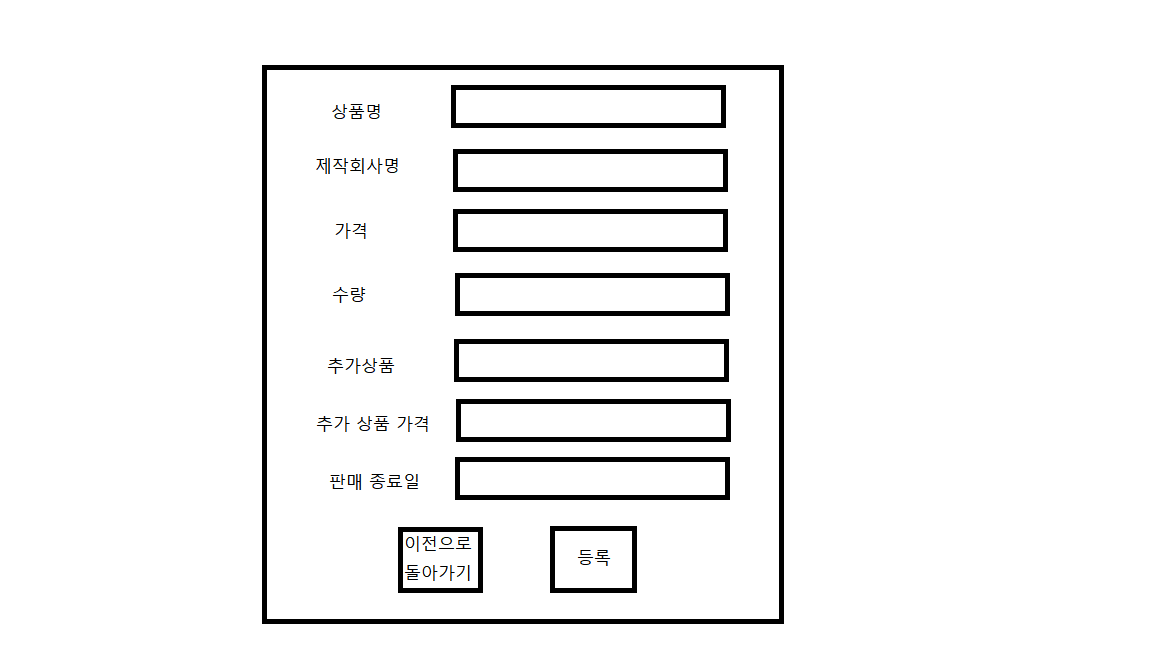 상품명
제작회사명
가격
수량
추가상품
추가 상품 가격
판매 종료일
이전으로
돌아가기
등록